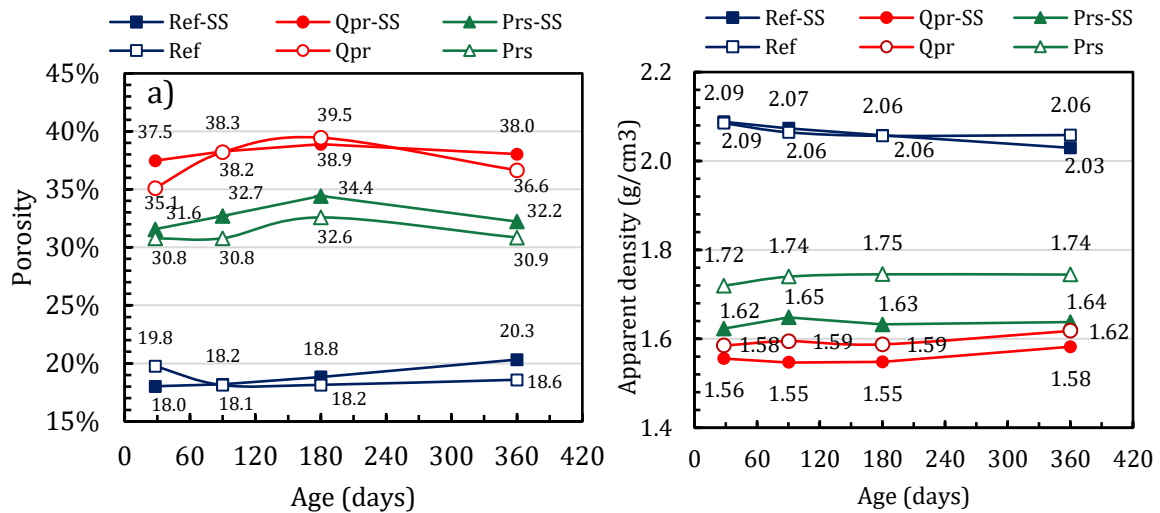 Ref-SS Qpr-SS Prs-SS
Ref Qpr Prs
45%
40%
35%
30%
25%
20%
15%
Porosity
a)
37.5 38.3 39.5 38.0
35.1 38.2 38.9 36.6
31.6 32.7 34.4 32.2
30.8 30.8 32.6 30.9
19.8 18.2 18.8 20.3
18.0 18.1 18.2 18.6
0 60 120 180 240 300 360 420
Age (days)
Ref-SS Qpr-SS Prs-SS
Ref Qpr Prs
2.2
2.0
1.8
1.6
1.4
Apparent density (g/cm3)
2.09 2.07 2.06 2.06
2.09 2.06 2.06 2.03
1.72 1.74 1.75 1.74
1.62 1.65 1.63 1.64
1.58 1.59 1.59 1.62
1.56 1.55 1.55 1.58
0 60 120 180 240 300 360 420
Age (days)